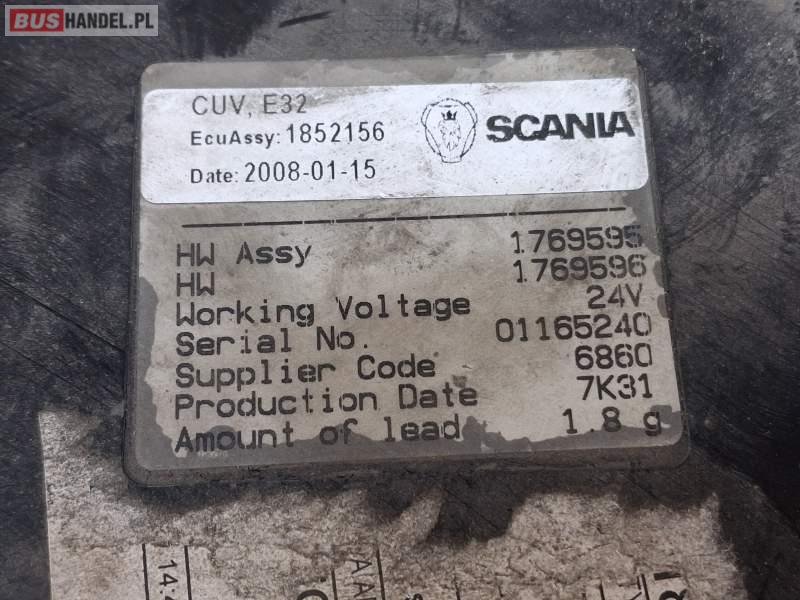 BUSHANDEL.PL
CUV, E32
EcuAssy: 1852156
Date: 2008-01-15
SCANIA
HW Assy 1769595
HW 1769596
Working Voltage 24V
Serial No. 01165240
Supplier Code 6860
Production Date 7K31
Amount of lead 1.8 g
14: